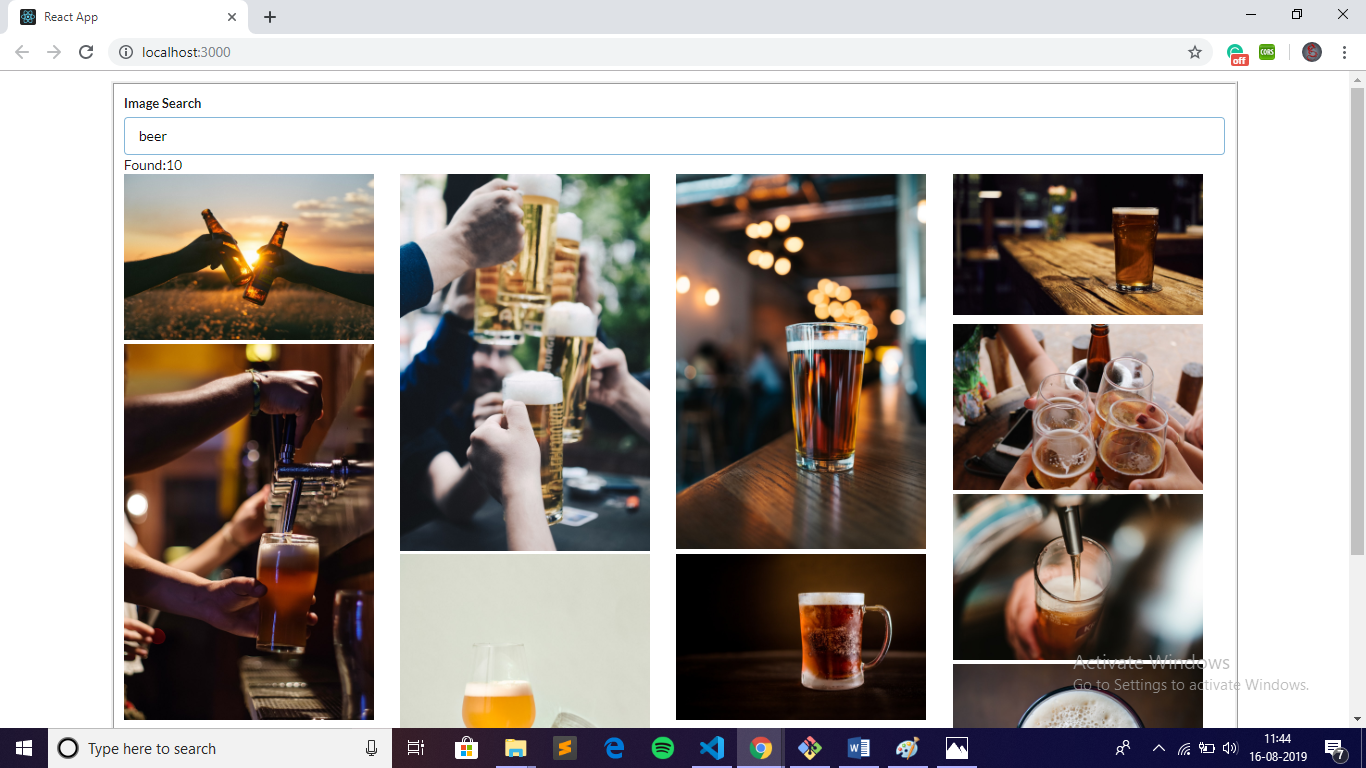 React App
localhost:3000
off
CORS
Image Search
beer
Found:10
Activate Windows
Go to Settings to activate Windows.
Type here to search
11:44
16-08-2019
7